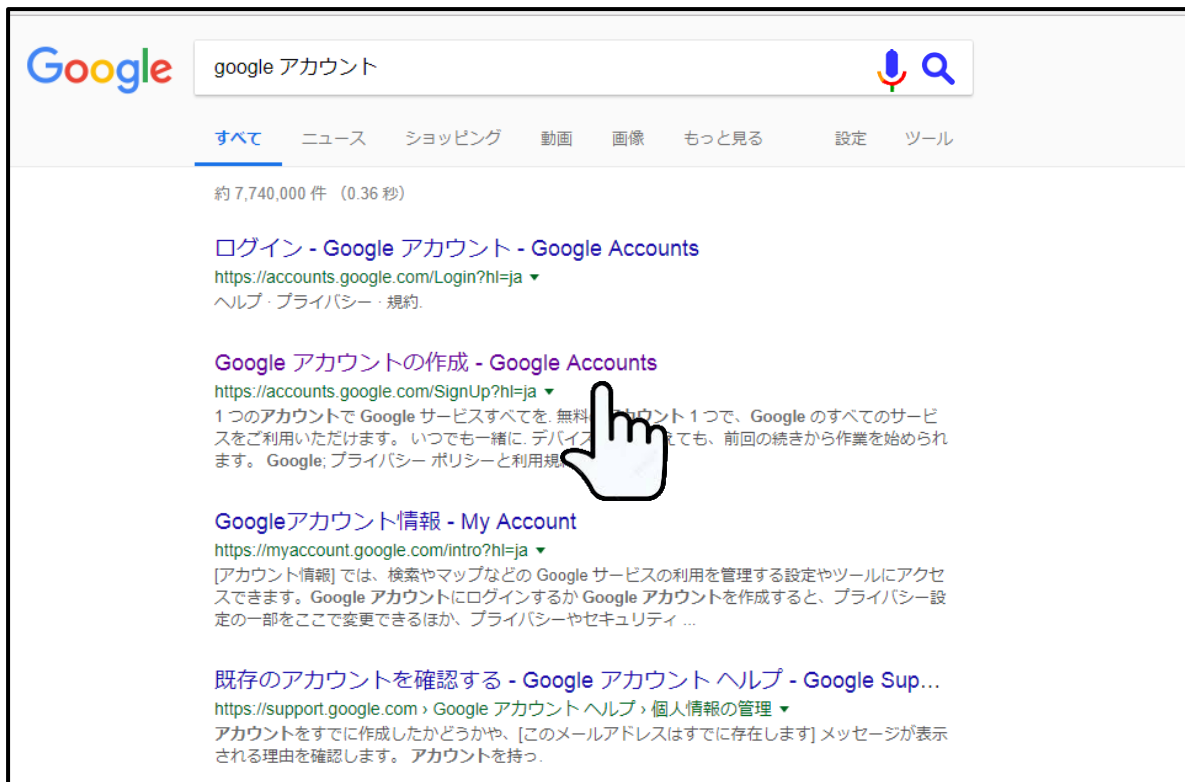 Google
google アカウント
すべて ニュース ショッピング 動画 画像 もっと見る 設定 ツール
約 7,740,000 件 （0.36 秒）
ログイン - Google アカウント - Google Accounts
https://accounts.google.com/Login?hl=ja
ヘルプ · プライバシー · 規約.
Google アカウントの作成 - Google Accounts
https://accounts.google.com/SignUp?hl=ja
1 つのアカウントで Google サービスすべてを. 無料 カウント 1 つで、Google のすべてのサービ
スをご利用いただけます。 いつでも一緒に. デバイス えても、前回の続きから作業を始められ
ます。 Google; プライバシー ポリシーと利用規
Googleアカウント情報 - My Account
https://myaccount.google.com/intro?hl=ja
[アカウント情報] では、検索やマップなどの Google サービスの利用を管理する設定やツールにアクセ
スできます。Google アカウントにログインするか Google アカウントを作成すると、プライバシー設
定の一部をここで変更できるほか、プライバシーやセキュリティ ...
既存のアカウントを確認する - Google アカウント ヘルプ - Google Sup...
https://support.google.com › Google アカウント ヘルプ › 個人情報の管理
アカウントをすでに作成したかどうかや、[このメールアドレスはすでに存在します] メッセージが表示
される理由を確認します。 アカウントを持っ.